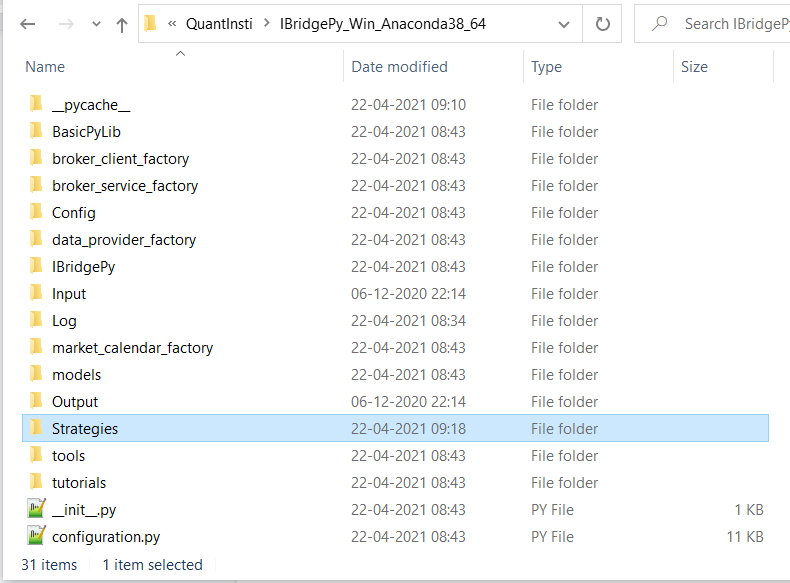 « QuantInsti > IBridgePy_Win_Anaconda38_64 Search IBridgePy
Name Date modified Type Size
__pycache__ 22-04-2021 09:10 File folder
BasicPyLib 22-04-2021 08:43 File folder
broker_client_factory 22-04-2021 08:43 File folder
broker_service_factory 22-04-2021 08:43 File folder
Config 22-04-2021 08:43 File folder
data_provider_factory 22-04-2021 08:43 File folder
IBridgePy 22-04-2021 08:43 File folder
Input 06-12-2020 22:14 File folder
Log 22-04-2021 08:34 File folder
market_calendar_factory 22-04-2021 08:43 File folder
models 22-04-2021 08:43 File folder
Output 06-12-2020 22:14 File folder
Strategies 22-04-2021 09:18 File folder
tools 22-04-2021 08:43 File folder
tutorials 22-04-2021 08:43 File folder
__init__.py 22-04-2021 08:43 PY File 1 KB
configuration.py 22-04-2021 08:43 PY File 11 KB
31 items 1 item selected